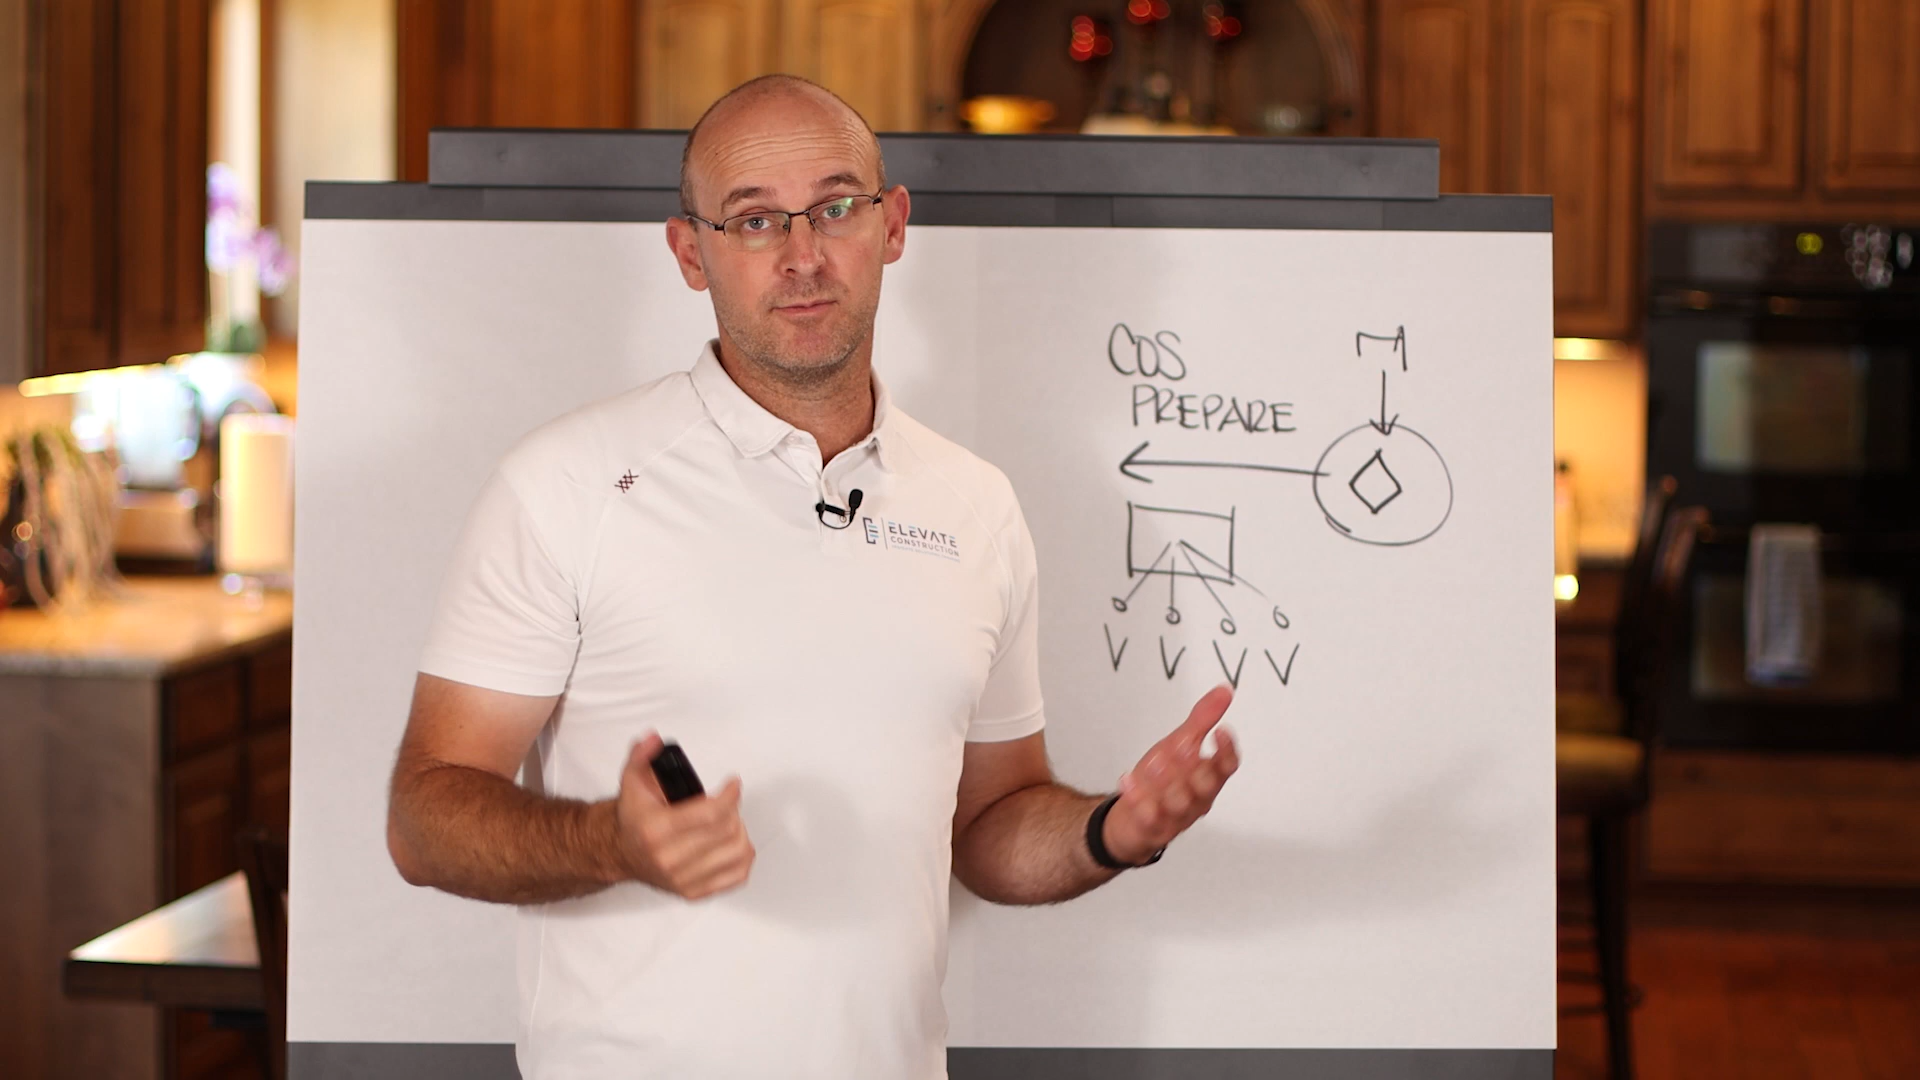 COS
PREPARE
V V V V
ELEVATE
CONSTRUCTION